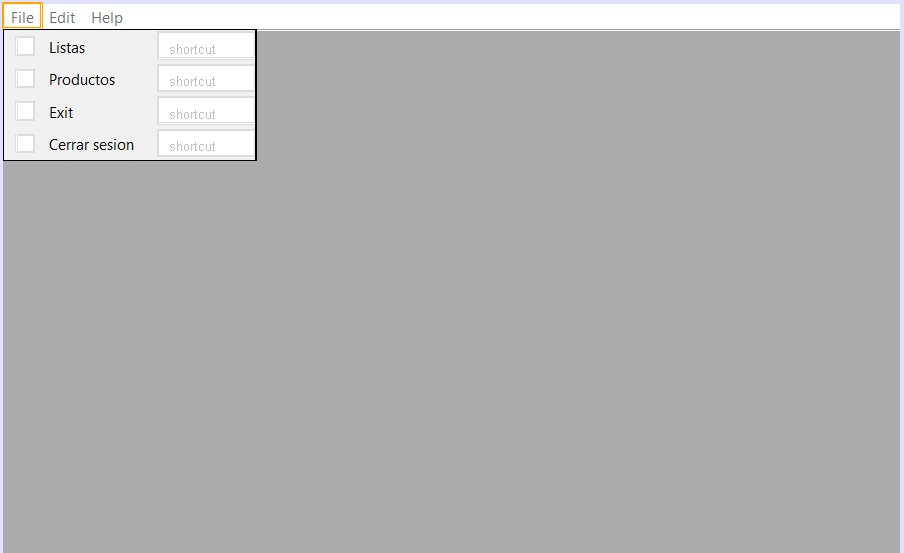 File Edit Help
Listas shortcut
Productos shortcut
Exit shortcut
Cerrar sesion shortcut